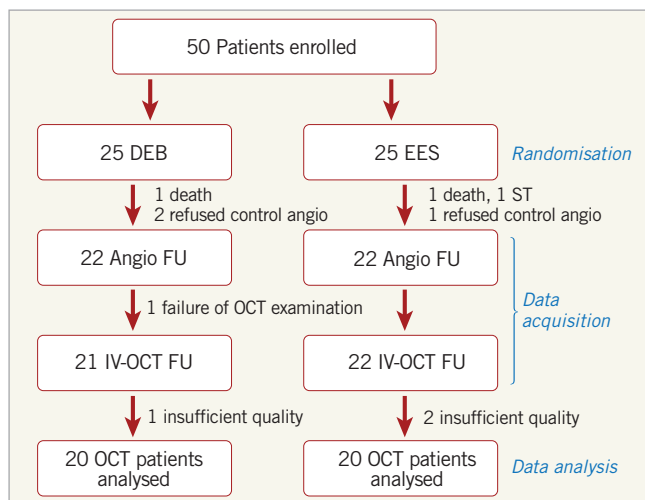 50 Patients enrolled
25 DEB
25 EES
Randomisation
1 death
2 refused control angio
1 death, 1 ST
1 refused control angio
22 Angio FU
22 Angio FU
Data
acquisition
1 failure of OCT examination
21 IV-OCT FU
22 IV-OCT FU
1 insufficient quality
2 insufficient quality
20 OCT patients
analysed
20 OCT patients
analysed
Data analysis